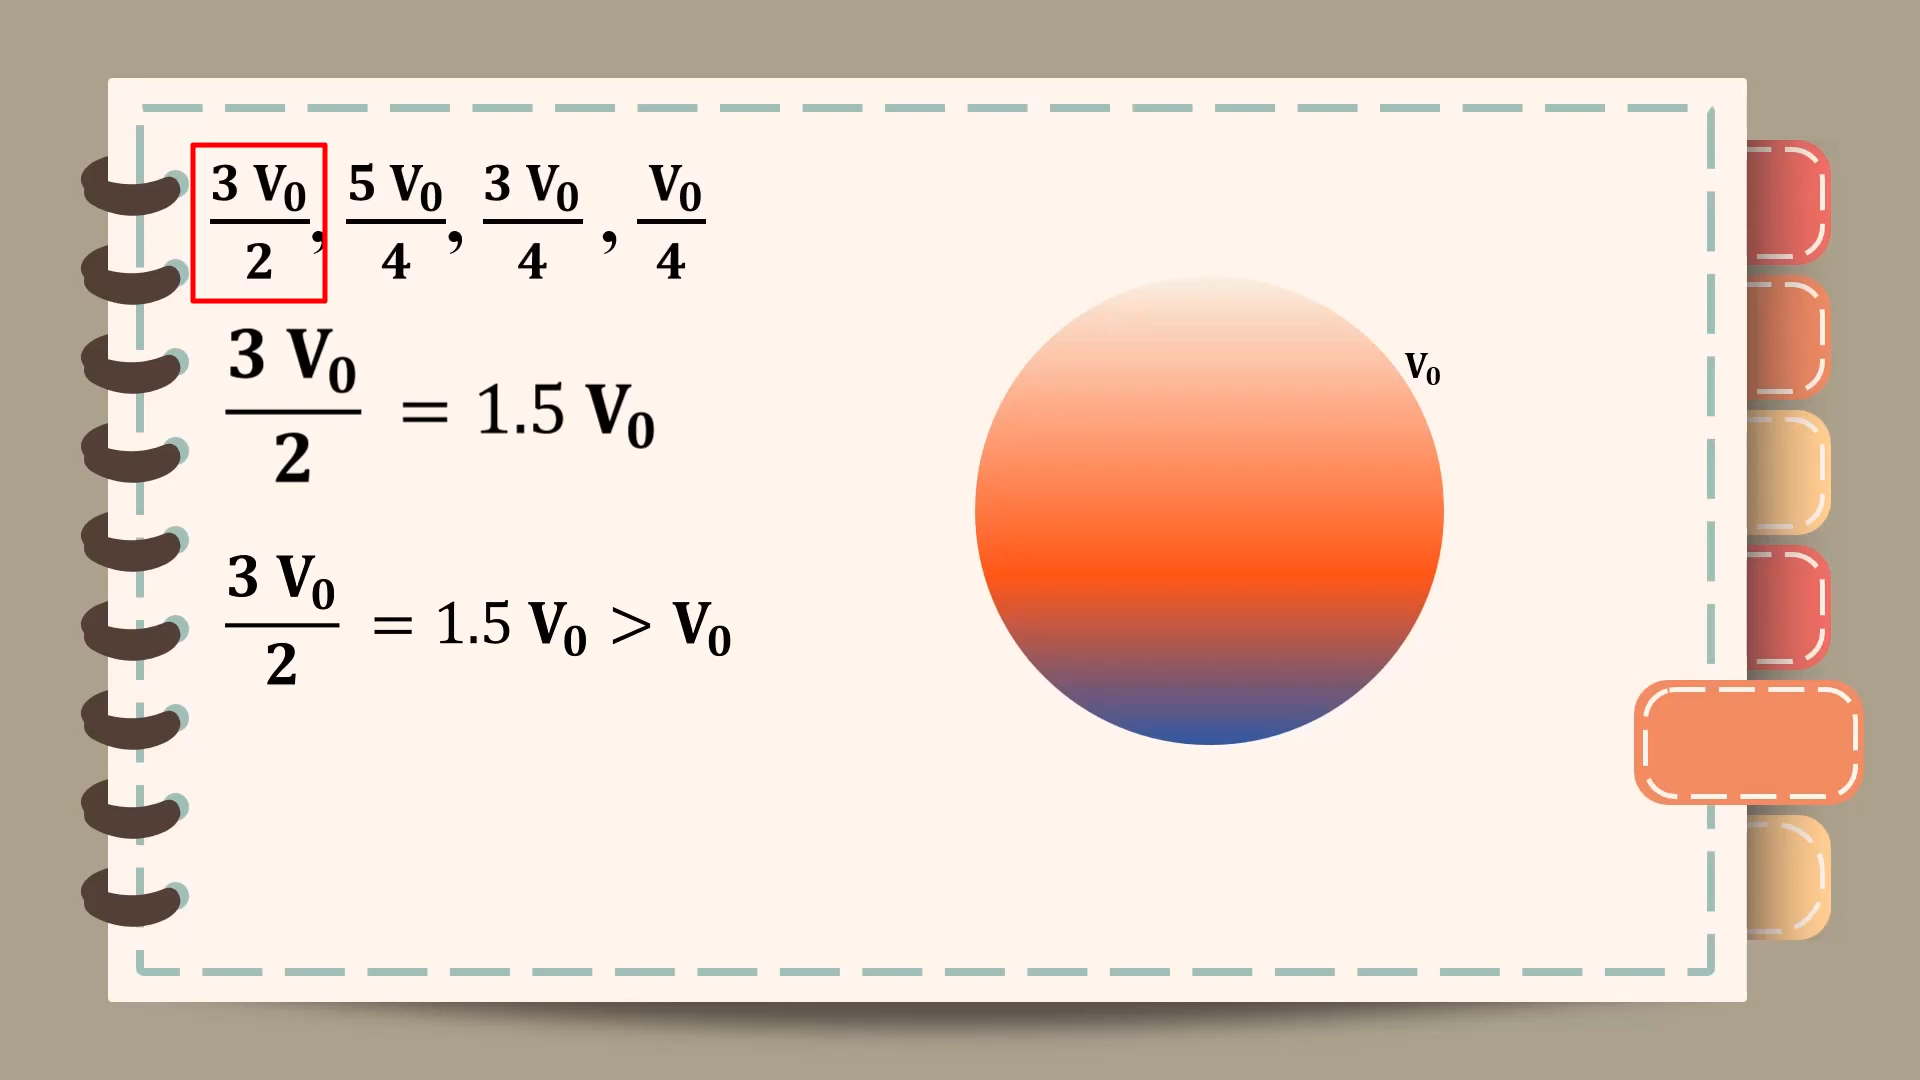 3 V₀/2, 5 V₀/4, 3 V₀/4 , V₀/4
3 V₀/2 = 1.5 V₀
V₀
3 V₀/2 = 1.5 V₀ > V₀